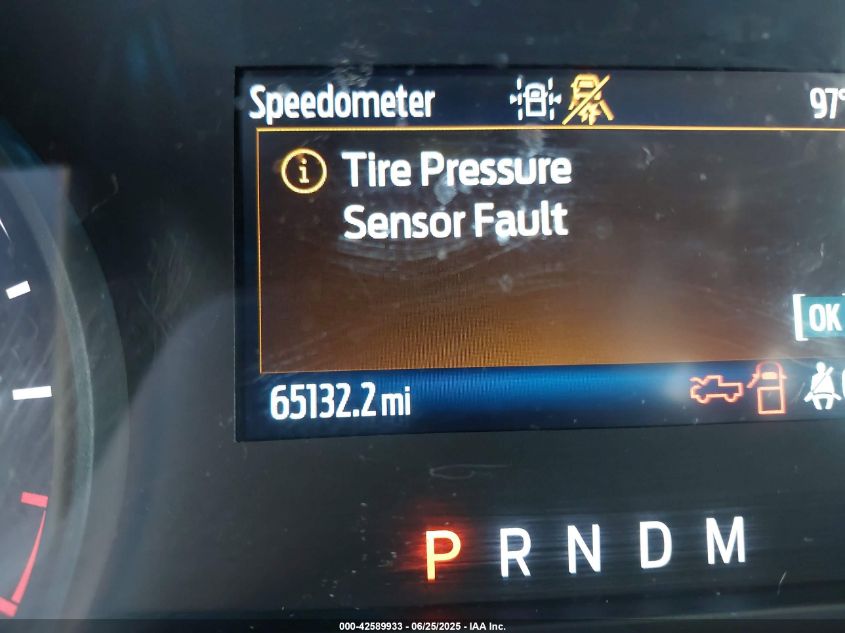 Speedometer
97°
Tire Pressure
Sensor Fault
OK
65132.2 mi
P R N D M
000-42589933 - 06/25/2025 - IAA Inc.